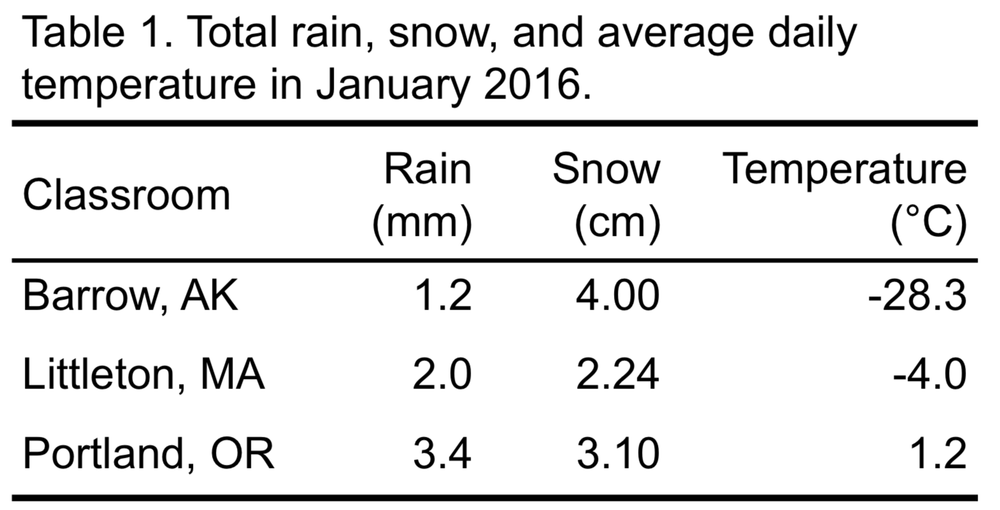 Table 1. Total rain, snow, and average daily
temperature in January 2016.
Classroom Rain (mm) Snow (cm) Temperature (°C)
Barrow, AK 1.2 4.00 -28.3
Littleton, MA 2.0 2.24 -4.0
Portland, OR 3.4 3.10 1.2